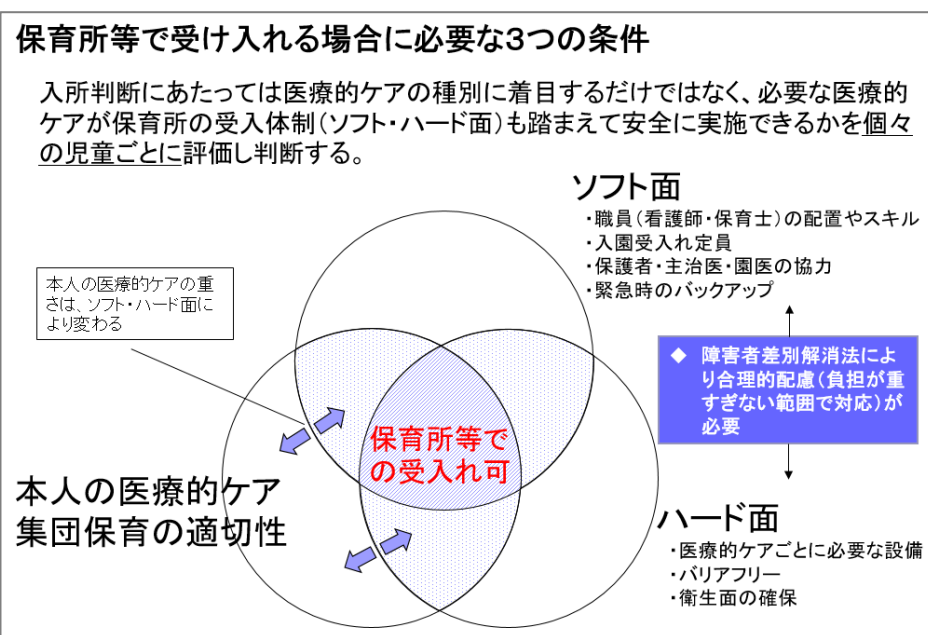 保育所等で受け入れる場合に必要な3つの条件
入所判断にあたっては医療的ケアの種別に着目するだけではなく、必要な医療的
ケアが保育所の受入体制(ソフト・ハード面)も踏まえて安全に実施できるかを個々
の児童ごとに評価し判断する。
ソフト面
・職員(看護師・保育士)の配置やスキル
・入園受入れ定員
・保護者・主治医・園医の協力
・緊急時のバックアップ
本人の医療的ケアの重
さは、ソフト・ハード面に
より変わる
◆ 障害者差別解消法によ
り合理的配慮(負担が重
すぎない範囲で対応)が
必要
保育所等で
の受入れ可
本人の医療的ケア
集団保育の適切性
ハード面
・医療的ケアごとに必要な設備
・バリアフリー
・衛生面の確保